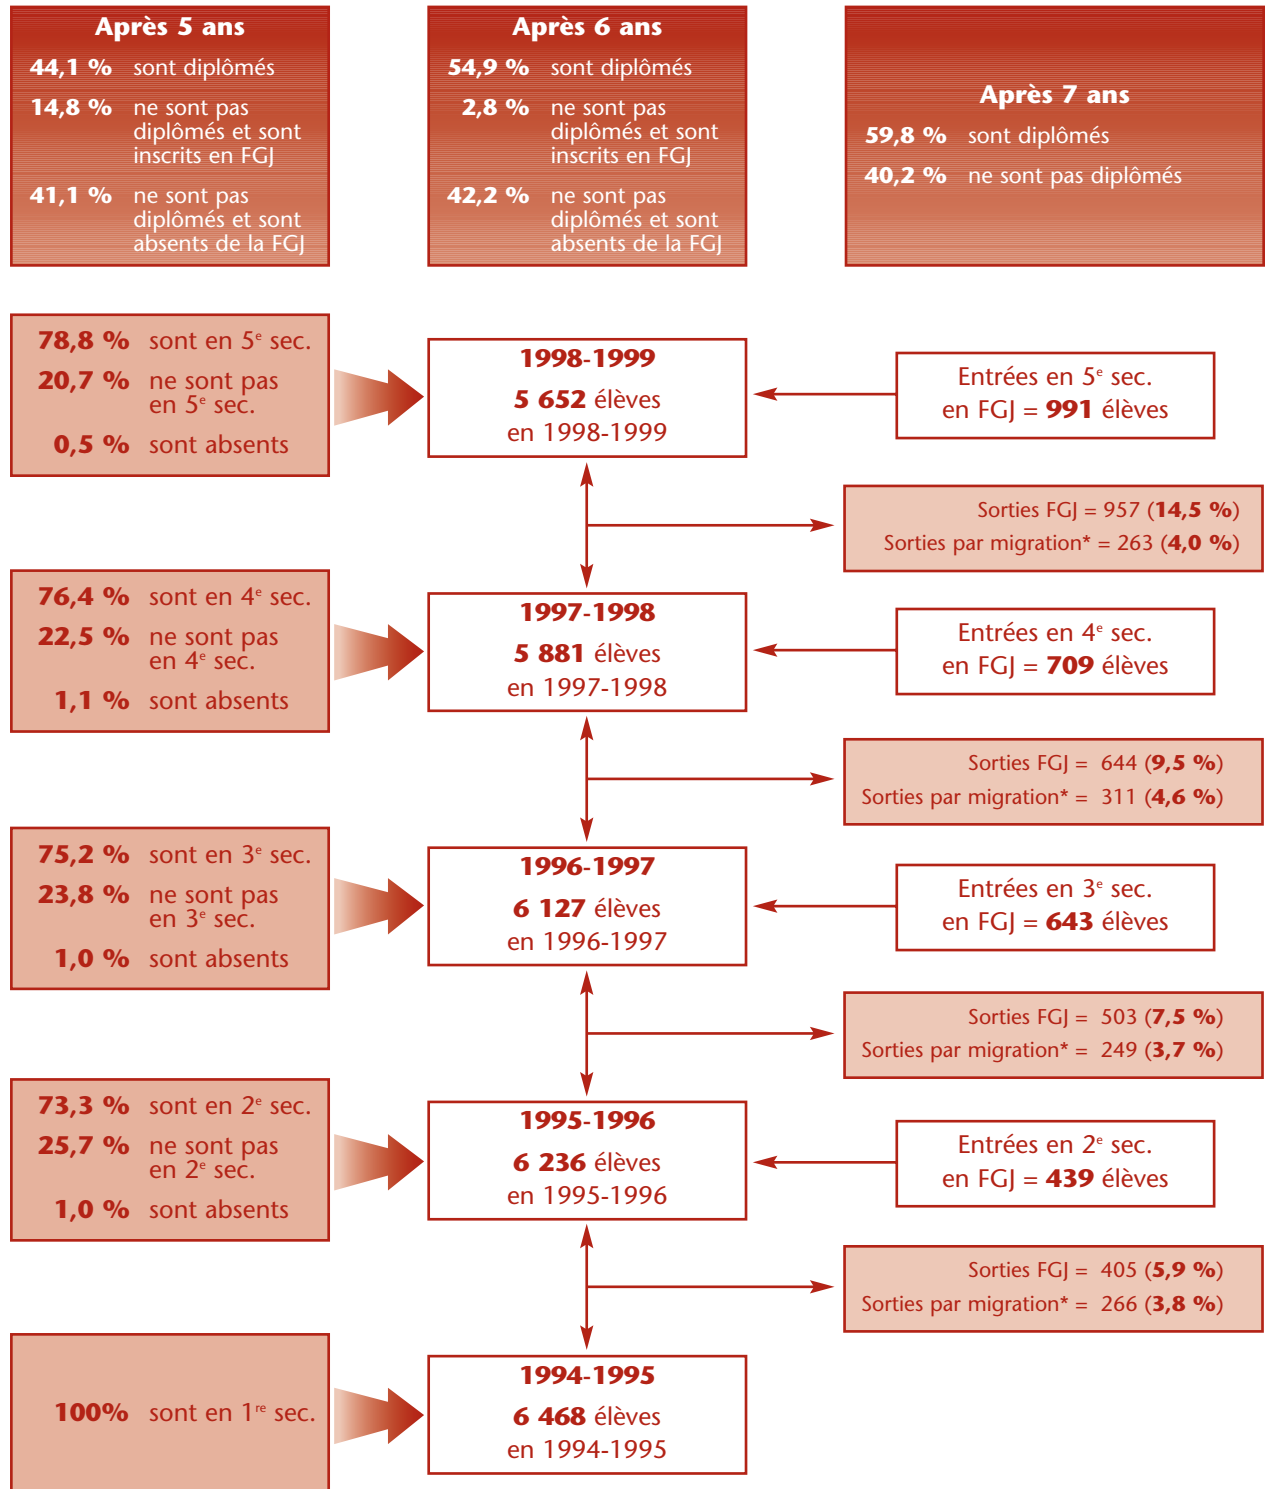 Après 5 ans
44,1 % sont diplômés
14,8 % ne sont pas
diplômés et sont
inscrits en FGJ
41,1 % ne sont pas
diplômés et sont
absents de la FGJ
Après 6 ans
54,9 % sont diplômés
2,8 % ne sont pas
diplômés et sont
inscrits en FGJ
42,2 % ne sont pas
diplômés et sont
absents de la FGJ
Après 7 ans
59,8 % sont diplômés
40,2 % ne sont pas diplômés
78,8 % sont en 5e sec.
20,7 % ne sont pas
en 5e sec.
0,5 % sont absents
1998-1999
5 652 élèves
en 1998-1999
Entrées en 5e sec.
en FGJ = 991 élèves
Sorties FGJ = 957 (14,5 %)
Sorties par migration* = 263 (4,0 %)
76,4 % sont en 4e sec.
22,5 % ne sont pas
en 4e sec.
1,1 % sont absents
1997-1998
5 881 élèves
en 1997-1998
Entrées en 4e sec.
en FGJ = 709 élèves
Sorties FGJ = 644 (9,5 %)
Sorties par migration* = 311 (4,6 %)
75,2 % sont en 3e sec.
23,8 % ne sont pas
en 3e sec.
1,0 % sont absents
1996-1997
6 127 élèves
en 1996-1997
Entrées en 3e sec.
en FGJ = 643 élèves
Sorties FGJ = 503 (7,5 %)
Sorties par migration* = 249 (3,7 %)
73,3 % sont en 2e sec.
25,7 % ne sont pas
en 2e sec.
1,0 % sont absents
1995-1996
6 236 élèves
en 1995-1996
Entrées en 2e sec.
en FGJ = 439 élèves
Sorties FGJ = 405 (5,9 %)
Sorties par migration* = 266 (3,8 %)
100% sont en 1re sec.
1994-1995
6 468 élèves
en 1994-1995